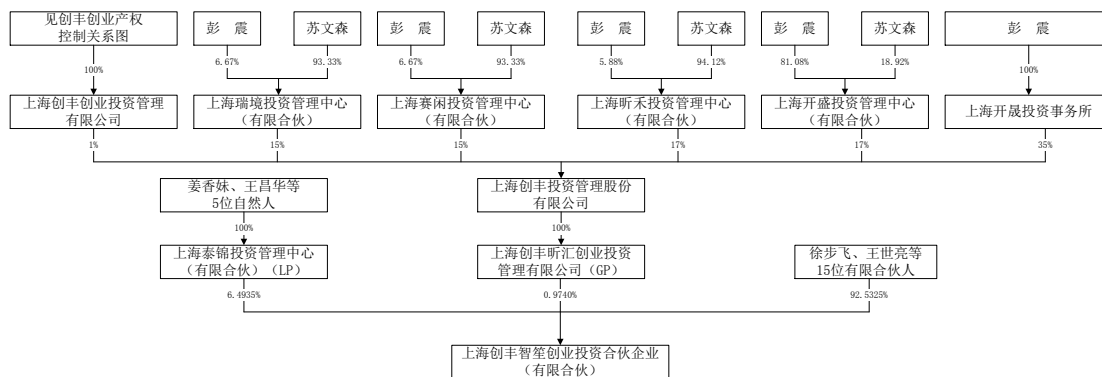 见创丰创业产权
控制关系图
彭　震
苏文森
彭　震
苏文森
彭　震
苏文森
彭　震
苏文森
彭　震
100%
6.67%
93.33%
6.67%
93.33%
5.88%
94.12%
81.08%
18.92%
100%
上海创丰创业投资管理
有限公司
上海瑞境投资管理中心
（有限合伙）
上海赛闲投资管理中心
（有限合伙）
上海昕禾投资管理中心
（有限合伙）
上海开盛投资管理中心
（有限合伙）
上海开晟投资事务所
1%
15%
15%
17%
17%
35%
姜香妹、王昌华等
5位自然人
上海创丰投资管理股份
有限公司
100%
100%
上海泰锦投资管理中心
（有限合伙）（LP）
上海创丰昕汇创业投资
管理有限公司（GP）
徐步飞、王世亮等
15位有限合伙人
6.4935%
0.9740%
92.5325%
上海创丰智笙创业投资合伙企业
（有限合伙）